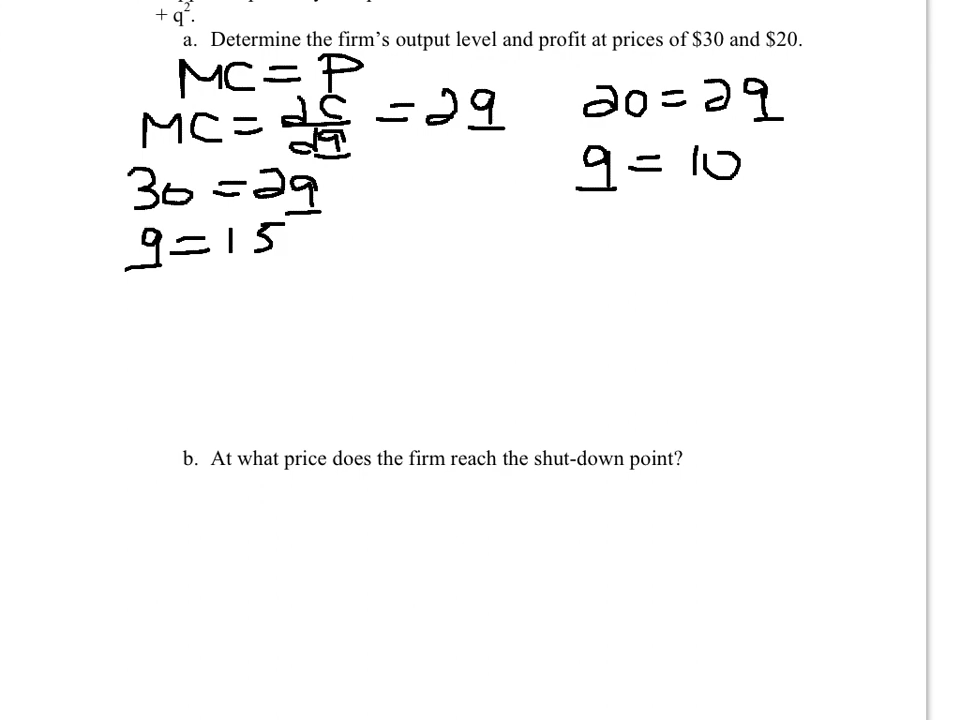 + q².
a. Determine the firm's output level and profit at prices of $30 and $20.
MC = P
MC = dC/dq = 2q
30 = 2q
q = 15
20 = 2q
q = 10
b. At what price does the firm reach the shut-down point?